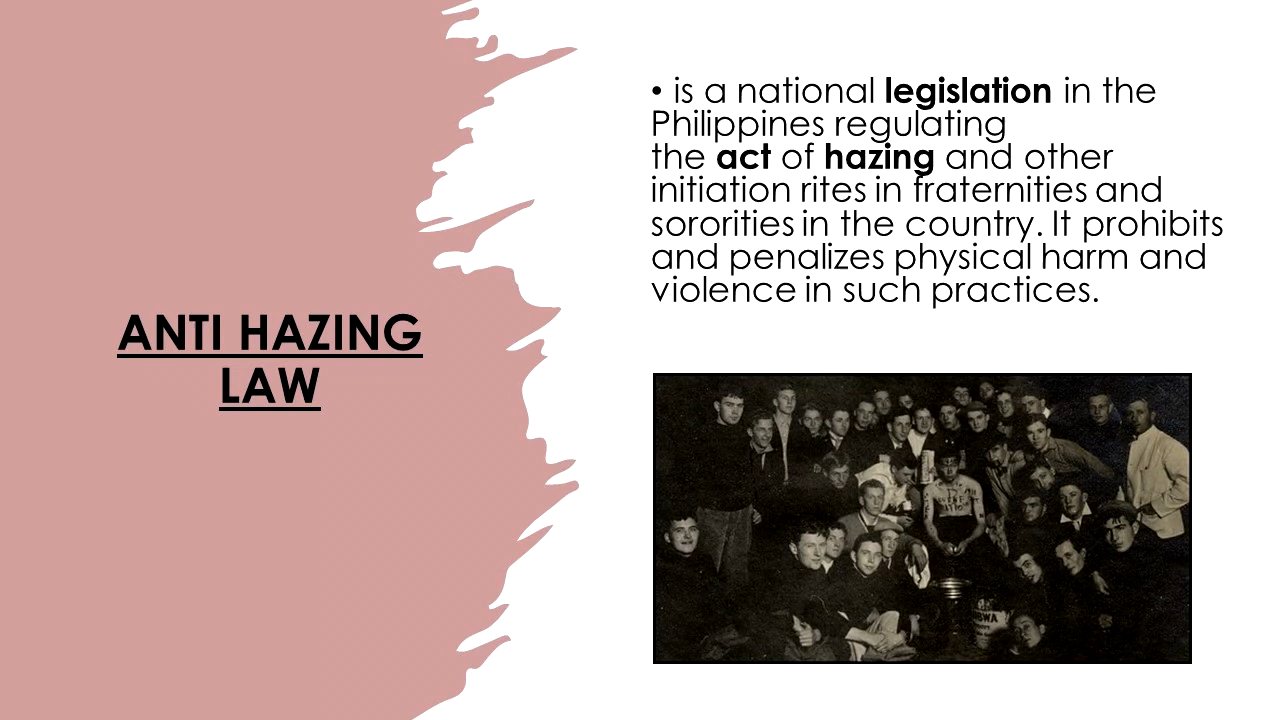 ANTI HAZING
LAW
• is a national legislation in the
Philippines regulating
the act of hazing and other
initiation rites in fraternities and
sororities in the country. It prohibits
and penalizes physical harm and
violence in such practices.